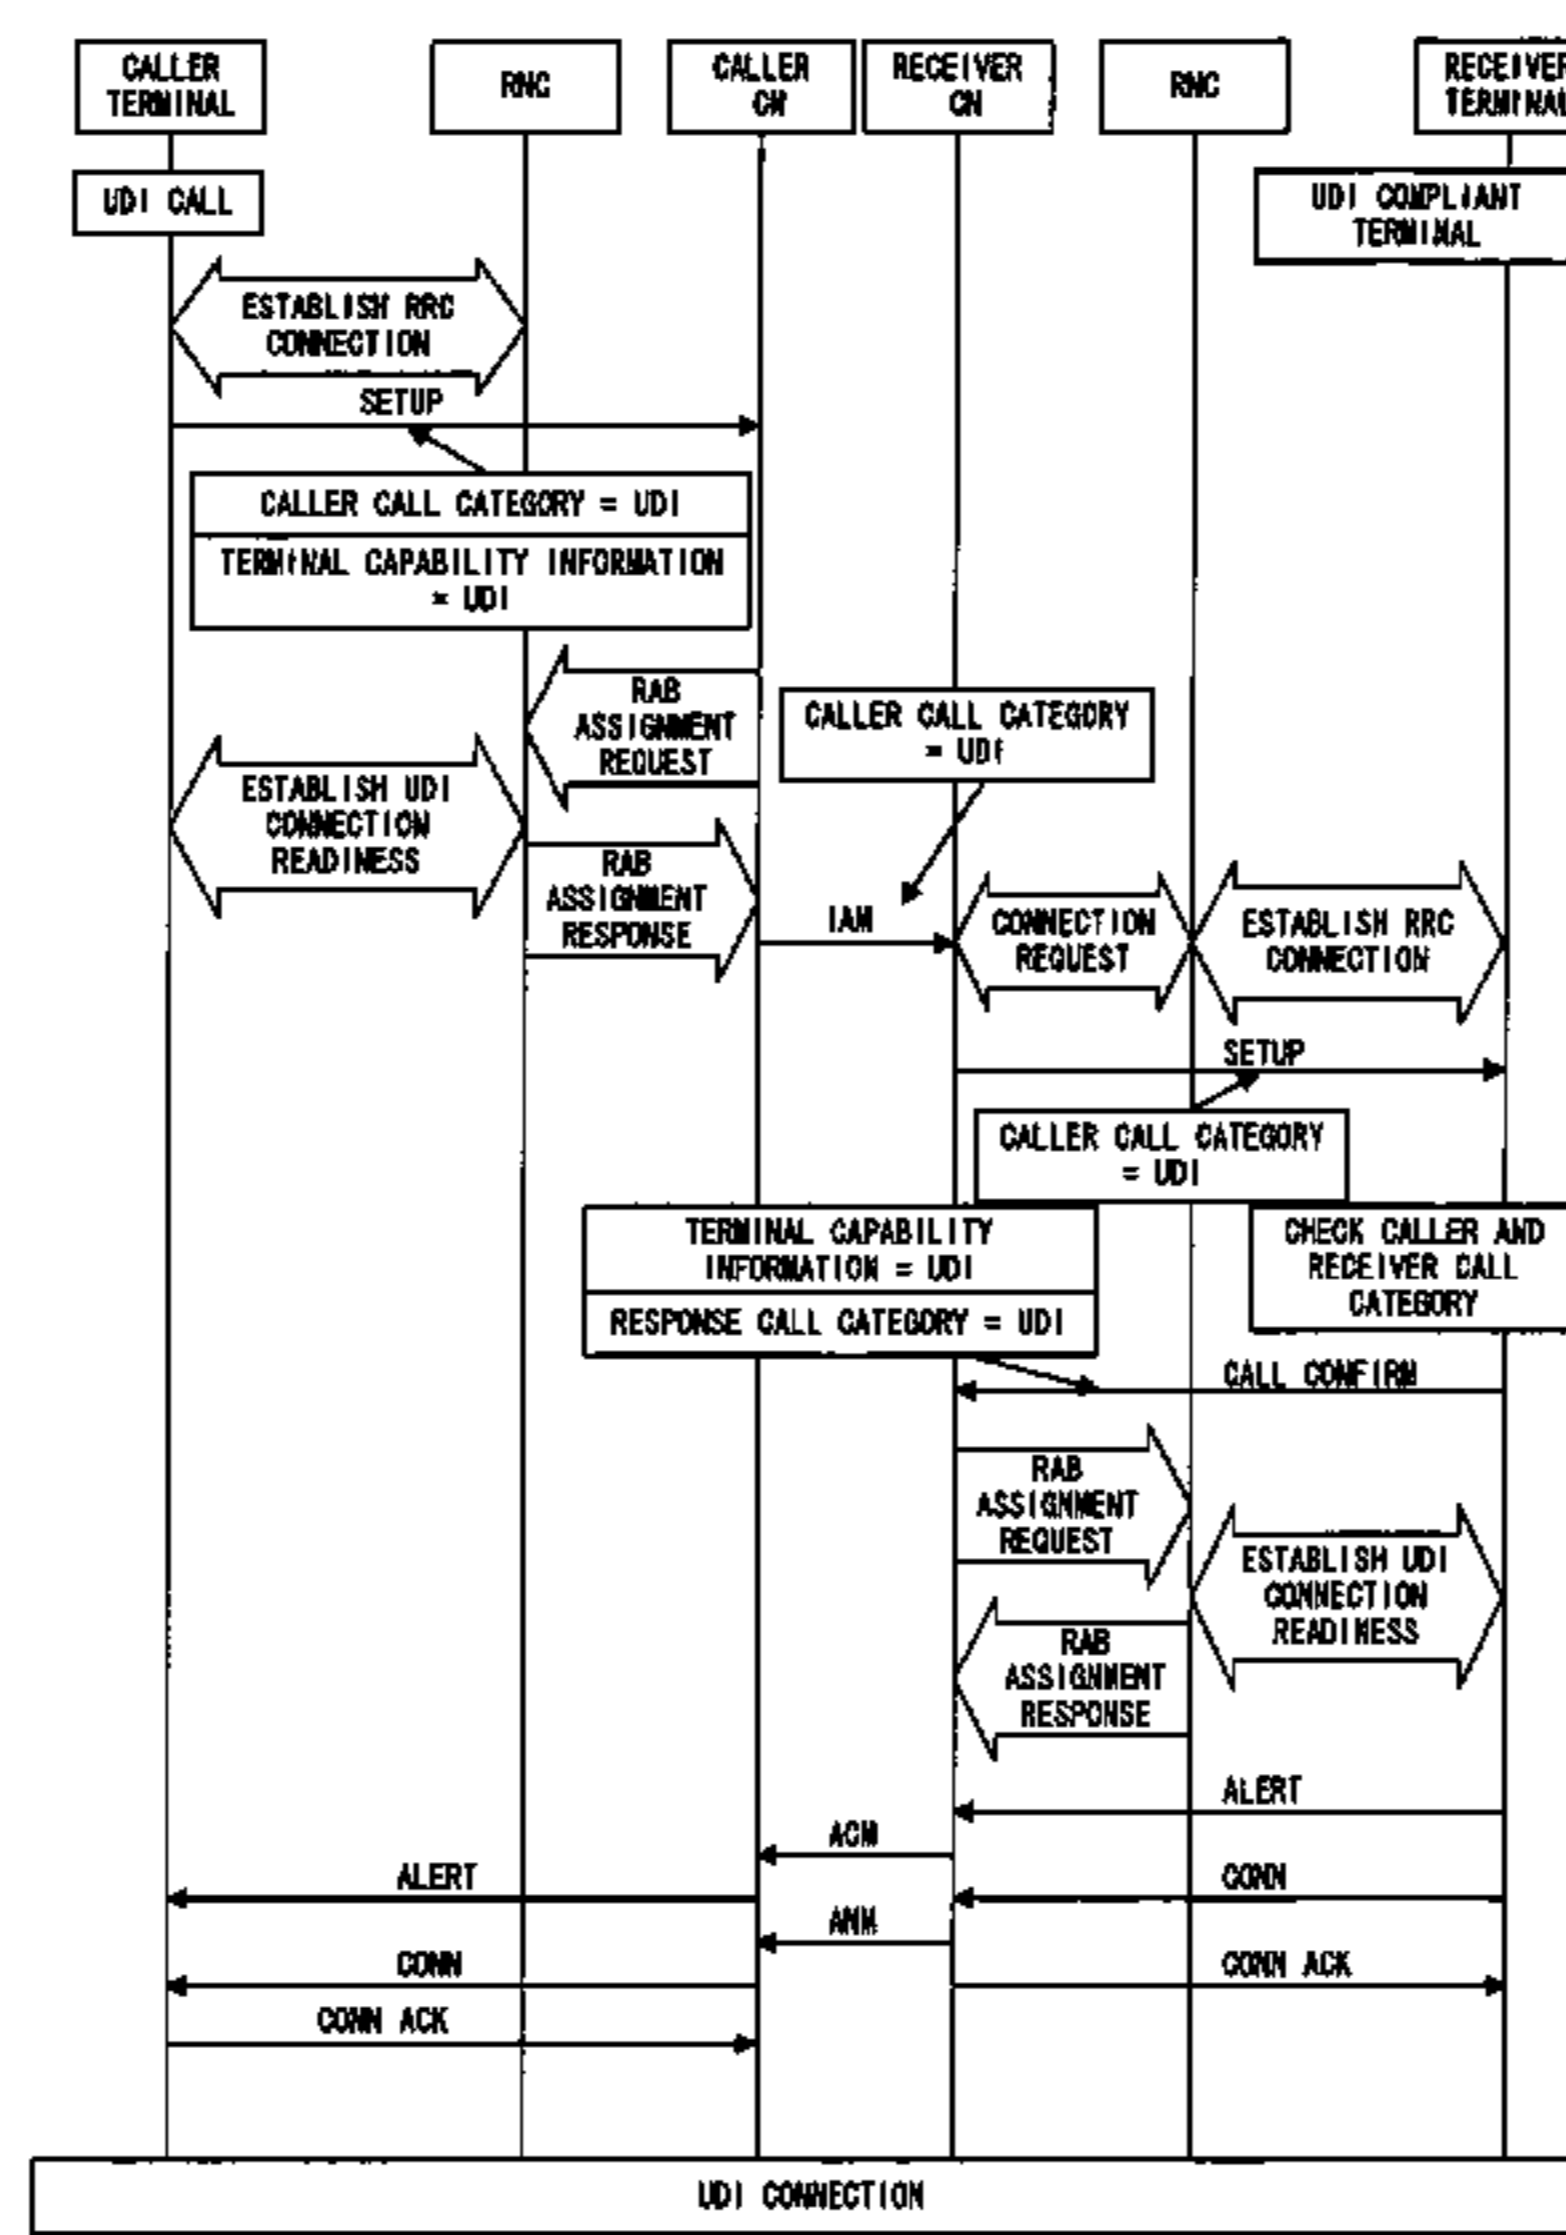 CALLER
TERMINAL
RNC
CALLER
CN
RECEIVER
CN
RNC
RECEIVER
TERMINAL
UDI CALL
UDI COMPLIANT
TERMINAL
ESTABLISH RRC
CONNECTION
SETUP
CALLER CALL CATEGORY = UDI
TERMINAL CAPABILITY INFORMATION
= UDI
RAB
ASSIGNMENT
REQUEST
CALLER CALL CATEGORY
= UDI
ESTABLISH UDI
CONNECTION
READINESS
RAB
ASSIGNMENT
RESPONSE
IAM
CONNECTION
REQUEST
ESTABLISH RRC
CONNECTION
SETUP
CALLER CALL CATEGORY
= UDI
TERMINAL CAPABILITY
INFORMATION = UDI
RESPONSE CALL CATEGORY = UDI
CHECK CALLER AND
RECEIVER CALL
CATEGORY
CALL CONFIRM
RAB
ASSIGNMENT
REQUEST
ESTABLISH UDI
CONNECTION
READINESS
RAB
ASSIGNMENT
RESPONSE
ALERT
ACM
ALERT
CONN
ANM
CONN
CONN ACK
CONN ACK
UDI CONNECTION